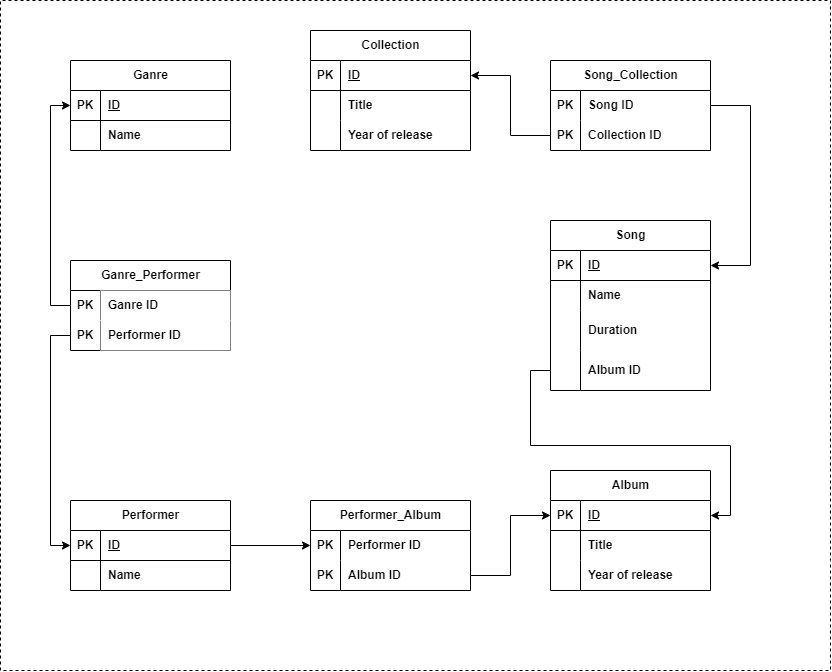 Collection
PK ID
Title
Year of release
Ganre
PK ID
Name
Song_Collection
PK Song ID
PK Collection ID
Song
PK ID
Name
Duration
Album ID
Ganre_Performer
PK Ganre ID
PK Performer ID
Performer
PK ID
Name
Performer_Album
PK Performer ID
PK Album ID
Album
PK ID
Title
Year of release